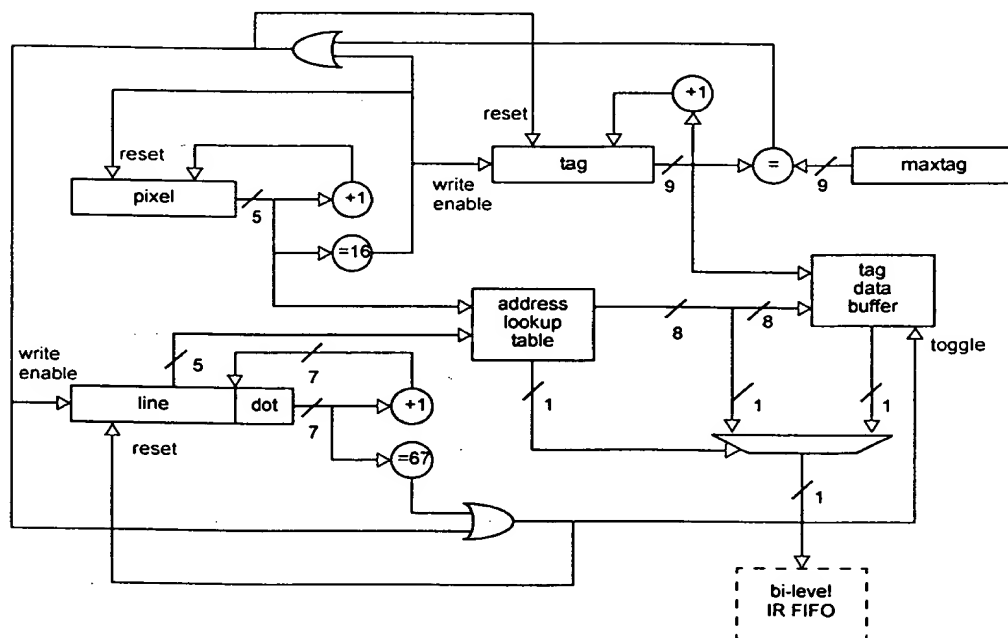 reset
+1
reset
tag
9
=
9
maxtag
write
enable
pixel
5
+1
=16
address
lookup
table
8
8
tag
data
buffer
toggle
write
enable
5
7
line
dot
7
+1
1
1
1
reset
=67
1
bi-level
IR FIFO